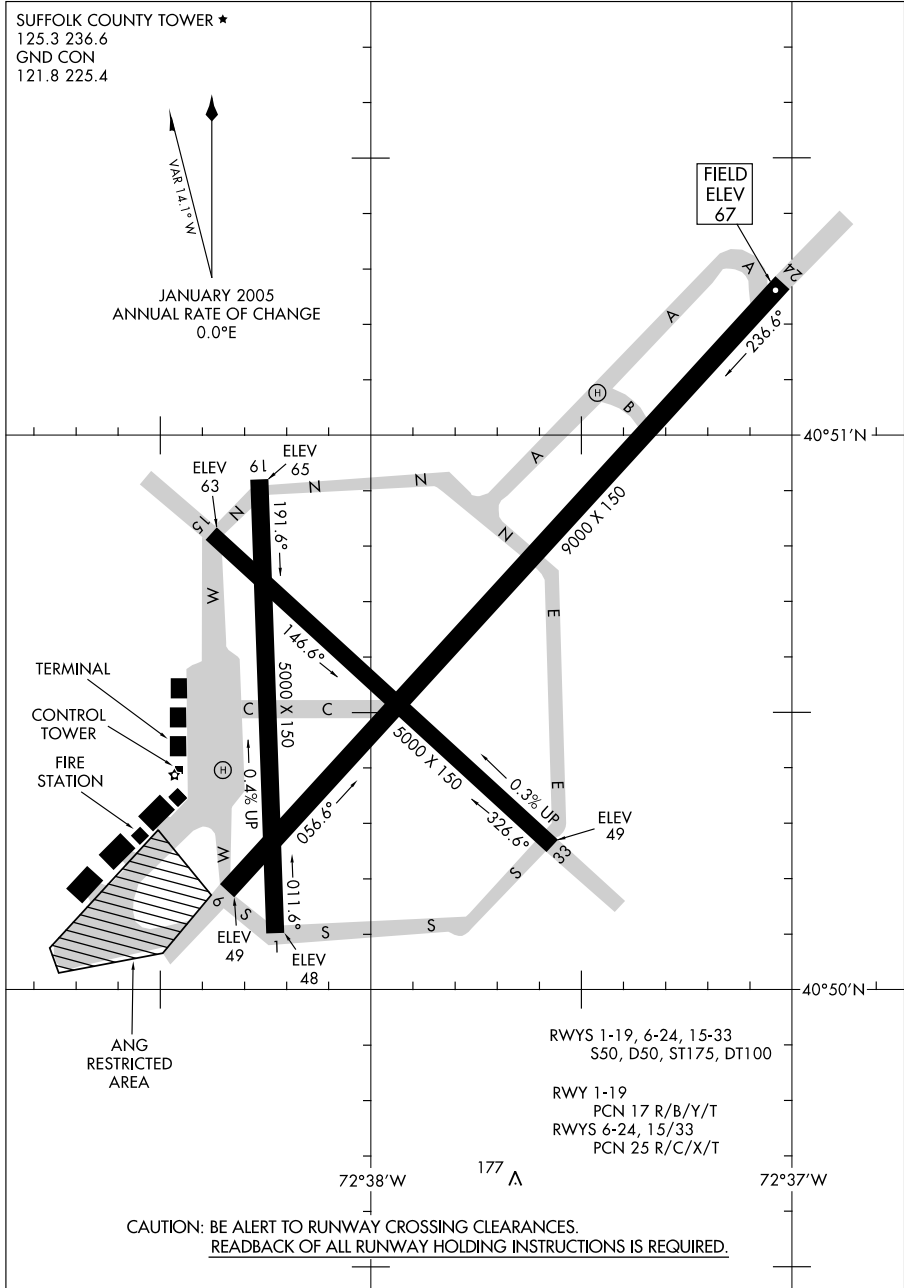 SUFFOLK COUNTY TOWER ★
125.3 236.6
GND CON
121.8 225.4
VAR 14.1° W
JANUARY 2005
ANNUAL RATE OF CHANGE
0.0°E
FIELD
ELEV
67
A
24
A
236.6°
H
B
A
40°51'N
ELEV
63
19
ELEV
65
N
N
N
15
N
191.6°
9000 X 150
W
E
146.6°
TERMINAL
5000 X 150
C
C
CONTROL
TOWER
5000 X 150
FIRE
STATION
H
0.4% UP
0.3% UP
E
056.6°
326.6°
ELEV
49
33
W
S
011.6°
6
S
S
S
1
ELEV
49
ELEV
48
40°50'N
ANG
RESTRICTED
AREA
RWYS 1-19, 6-24, 15-33
S50, D50, ST175, DT100
RWY 1-19
PCN 17 R/B/Y/T
RWYS 6-24, 15/33
PCN 25 R/C/X/T
177
72°38'W
72°37'W
CAUTION: BE ALERT TO RUNWAY CROSSING CLEARANCES.
READBACK OF ALL RUNWAY HOLDING INSTRUCTIONS IS REQUIRED.